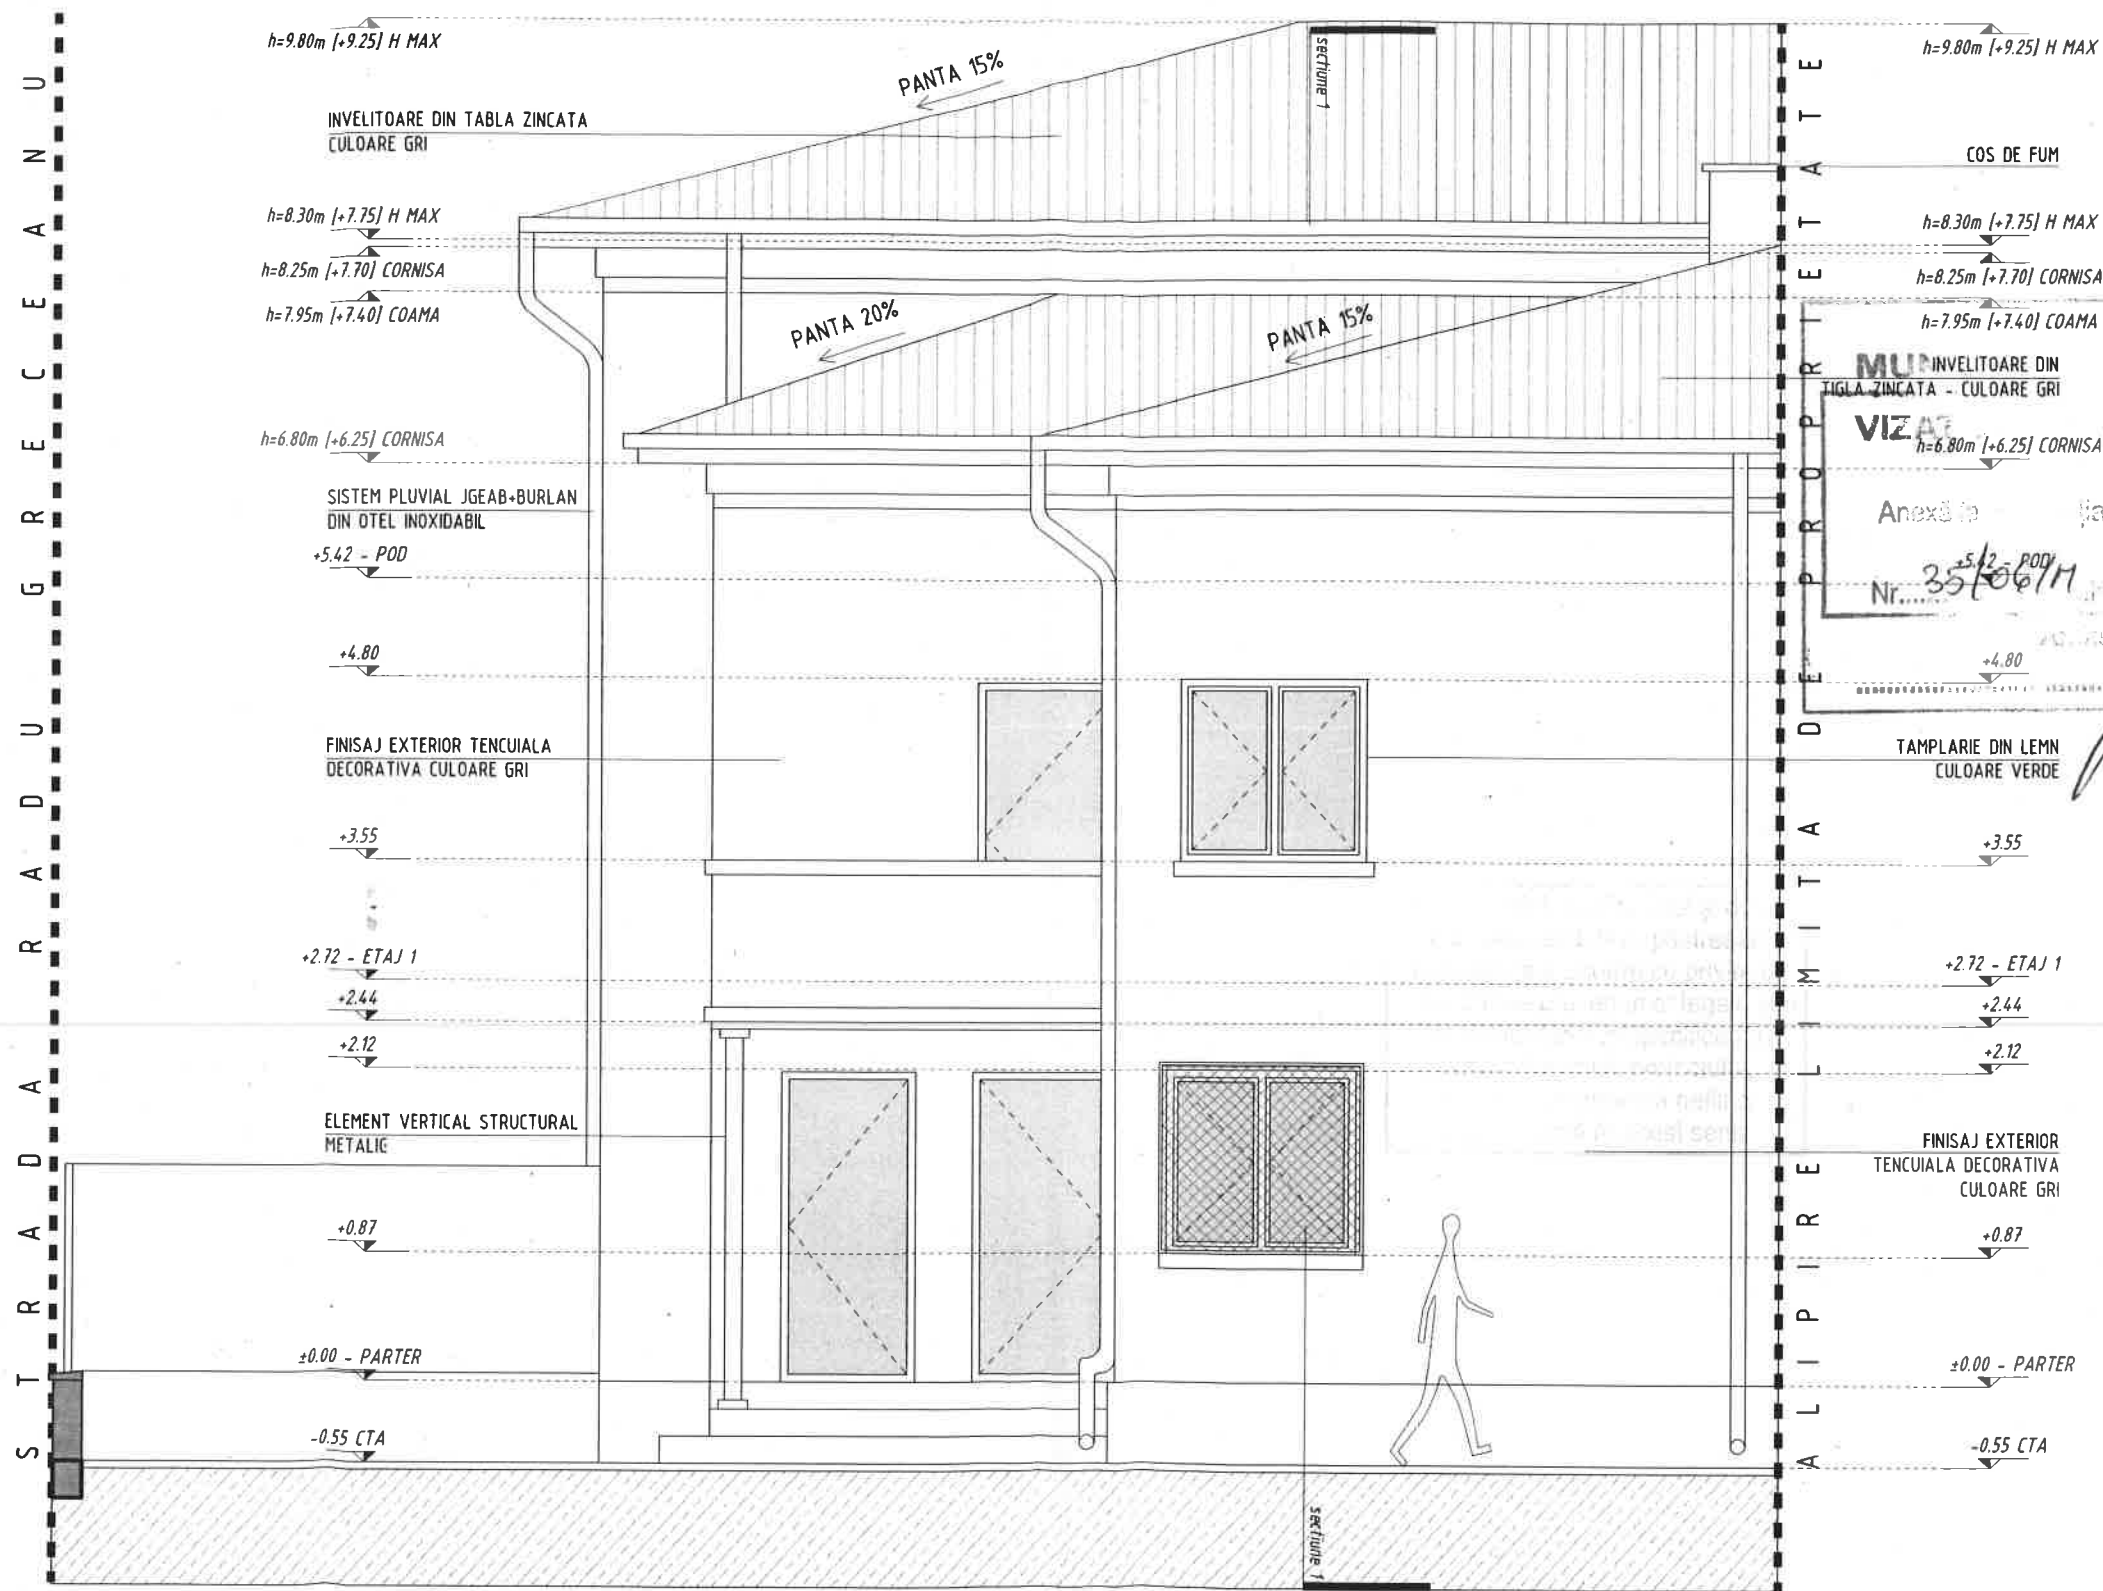 STRADA RADU GRECEANU
h=9.80m [+9.25] H MAX
INVELITOARE DIN TABLA ZINCATA
CULOARE GRI
h=8.30m [+7.75] H MAX
h=8.25m [+7.70] CORNISA
h=7.95m [+7.40] COAMA
h=6.80m [+6.25] CORNISA
SISTEM PLUVIAL JGEAB+BURLAN
DIN OTEL INOXIDABIL
+5.42 - POD
+4.80
FINISAJ EXTERIOR TENCUIALA
DECORATIVA CULOARE GRI
+3.55
+2.72 - ETAJ 1
+2.44
+2.12
ELEMENT VERTICAL STRUCTURAL
METALIC
+0.87
±0.00 - PARTER
-0.55 CTA
PANTA 15%
sectiune 1
PANTA 20%
PANTA 15%
sectiune 1
ALIPIRE LIMITA DE PROPRIETATE
h=9.80m [+9.25] H MAX
COS DE FUM
h=8.30m [+7.75] H MAX
h=8.25m [+7.70] CORNISA
h=7.95m [+7.40] COAMA
INVELITOARE DIN
TIGLA ZINCATA - CULOARE GRI
VIZAT
h=6.80m [+6.25] CORNISA
Anexă la
+5.42 - POD
Nr. 35/06/M
+4.80
TAMPLARIE DIN LEMN
CULOARE VERDE
+3.55
+2.72 - ETAJ 1
+2.44
+2.12
FINISAJ EXTERIOR
TENCUIALA DECORATIVA
CULOARE GRI
+0.87
±0.00 - PARTER
-0.55 CTA